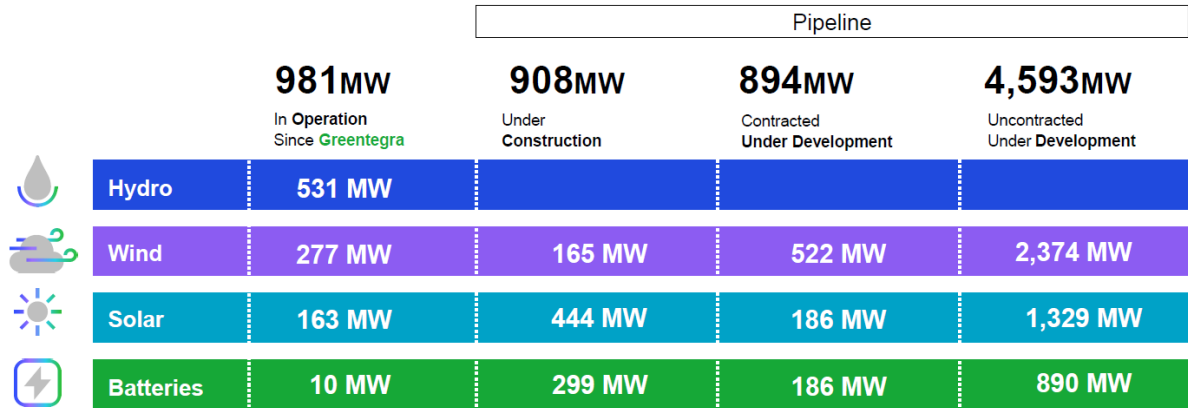 Pipeline
981MW 908MW 894MW 4,593MW
In Operation Under Contracted Uncontracted
Since Greentegra Construction Under Development Under Development
Hydro 531 MW
Wind 277 MW 165 MW 522 MW 2,374 MW
Solar 163 MW 444 MW 186 MW 1,329 MW
Batteries 10 MW 299 MW 186 MW 890 MW